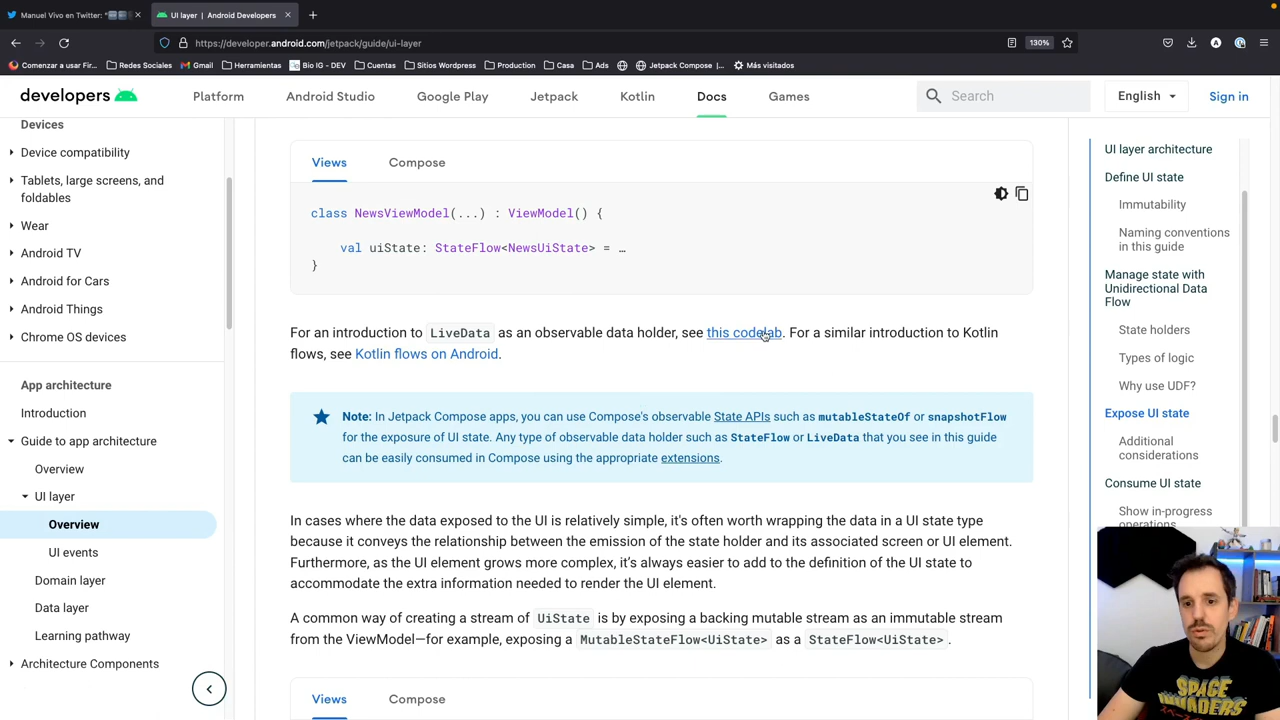 Manuel Vivo en Twitter: "
UI layer | Android Developers
https://developer.android.com/jetpack/guide/ui-layer
130%
Comenzar a usar Fir...
Redes Sociales
Gmail
Herramientas
Bio IG - DEV
Cuentas
Sitios Wordpress
Production
Casa
Ads
Jetpack Compose |...
Más visitados
developers
Platform
Android Studio
Google Play
Jetpack
Kotlin
Docs
Games
Search
English
Sign in
Devices
Device compatibility
Tablets, large screens, and
foldables
Wear
Android TV
Android for Cars
Android Things
Chrome OS devices
App architecture
Introduction
Guide to app architecture
Overview
UI layer
Overview
UI events
Domain layer
Data layer
Learning pathway
Architecture Components
Views
Compose
class NewsViewModel(...) : ViewModel() {
val uiState: StateFlow<NewsUiState> = …
}
For an introduction to LiveData as an observable data holder, see this codelab. For a similar introduction to Kotlin
flows, see Kotlin flows on Android.
Note: In Jetpack Compose apps, you can use Compose's observable State APIs such as mutableStateOf or snapshotFlow
for the exposure of UI state. Any type of observable data holder such as StateFlow or LiveData that you see in this guide
can be easily consumed in Compose using the appropriate extensions.
In cases where the data exposed to the UI is relatively simple, it's often worth wrapping the data in a UI state type
because it conveys the relationship between the emission of the state holder and its associated screen or UI element.
Furthermore, as the UI element grows more complex, it's always easier to add to the definition of the UI state to
accommodate the extra information needed to render the UI element.
A common way of creating a stream of UiState is by exposing a backing mutable stream as an immutable stream
from the ViewModel—for example, exposing a MutableStateFlow<UiState> as a StateFlow<UiState>.
Views
Compose
UI layer architecture
Define UI state
Immutability
Naming conventions
in this guide
Manage state with
Unidirectional Data
Flow
State holders
Types of logic
Why use UDF?
Expose UI state
Additional
considerations
Consume UI state
Show in-progress
operations
SPACE
INVADERS